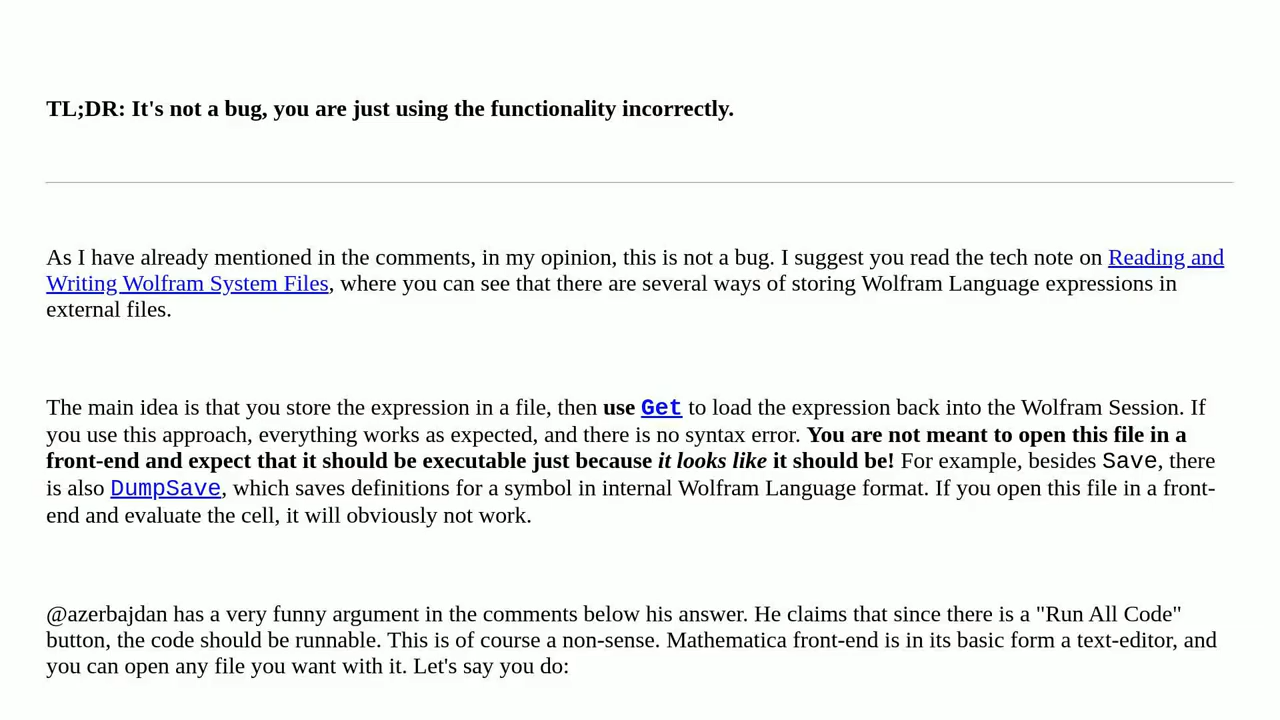 TL;DR: It's not a bug, you are just using the functionality incorrectly.
As I have already mentioned in the comments, in my opinion, this is not a bug. I suggest you read the tech note on Reading and
Writing Wolfram System Files, where you can see that there are several ways of storing Wolfram Language expressions in
external files.
The main idea is that you store the expression in a file, then use Get to load the expression back into the Wolfram Session. If
you use this approach, everything works as expected, and there is no syntax error. You are not meant to open this file in a
front-end and expect that it should be executable just because it looks like it should be! For example, besides Save, there
is also DumpSave, which saves definitions for a symbol in internal Wolfram Language format. If you open this file in a front-
end and evaluate the cell, it will obviously not work.
@azerbajdan has a very funny argument in the comments below his answer. He claims that since there is a "Run All Code"
button, the code should be runnable. This is of course a non-sense. Mathematica front-end is in its basic form a text-editor, and
you can open any file you want with it. Let's say you do: